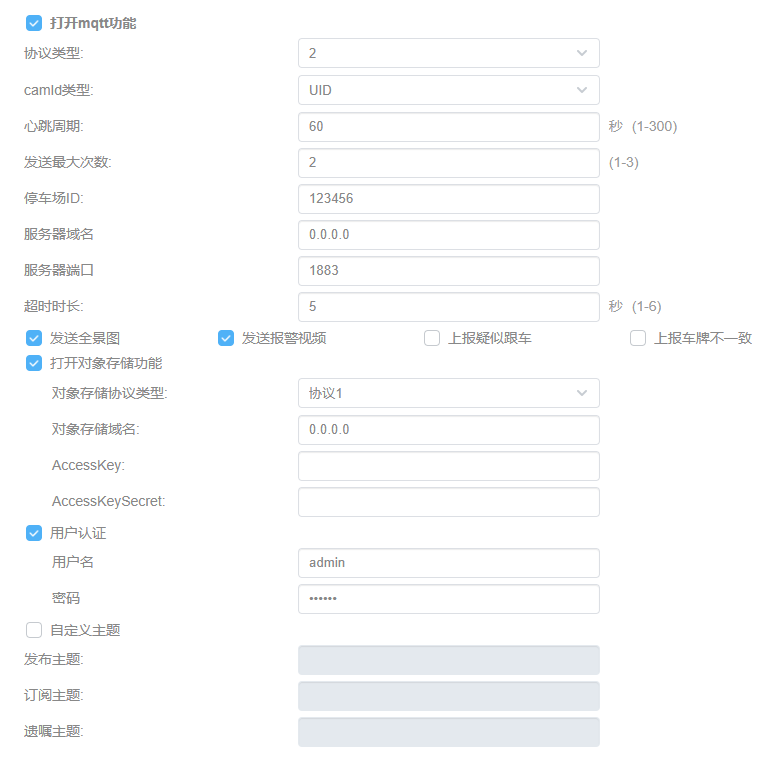 打开mqtt功能
协议类型: 2
camId类型: UID
心跳周期: 60 秒 (1-300)
发送最大次数: 2 (1-3)
停车场ID: 123456
服务器域名 0.0.0.0
服务器端口 1883
超时时长: 5 秒 (1-6)
发送全景图 发送报警视频 上报疑似跟车 上报车牌不一致
打开对象存储功能
对象存储协议类型: 协议1
对象存储域名: 0.0.0.0
AccessKey:
AccessKeySecret:
用户认证
用户名 admin
密码 ••••••
自定义主题
发布主题:
订阅主题:
遗嘱主题: